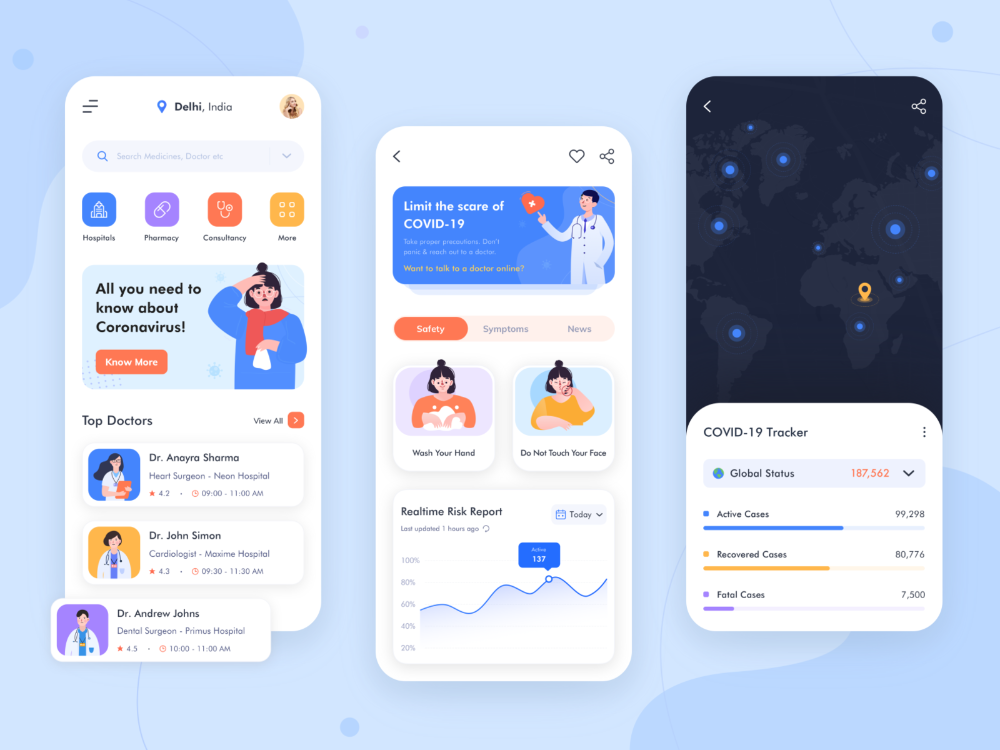 Delhi, India
Search Medicines, Doctor etc
Hospitals
Pharmacy
Consultancy
More
All you need to
know about
Coronavirus!
Know More
Top Doctors
View All
Dr. Anayra Sharma
Heart Surgeon - Neon Hospital
4.2 • 09:00 - 11:00 AM
Dr. John Simon
Cardiologist - Maxime Hospital
4.3 • 09:30 - 11:30 AM
Dr. Andrew Johns
Dental Surgeon - Primus Hospital
4.5 • 10:00 - 11:00 AM
Limit the scare of
COVID-19
Take proper precautions. Don't
panic & reach out to a doctor.
Want to talk to a doctor online?
Safety
Symptoms
News
Wash Your Hand
Do Not Touch Your Face
Realtime Risk Report
Last updated 1 hours ago
Today
Active
137
100%
80%
60%
40%
20%
COVID-19 Tracker
Global Status
187,562
Active Cases
99,298
Recovered Cases
80,776
Fatal Cases
7,500